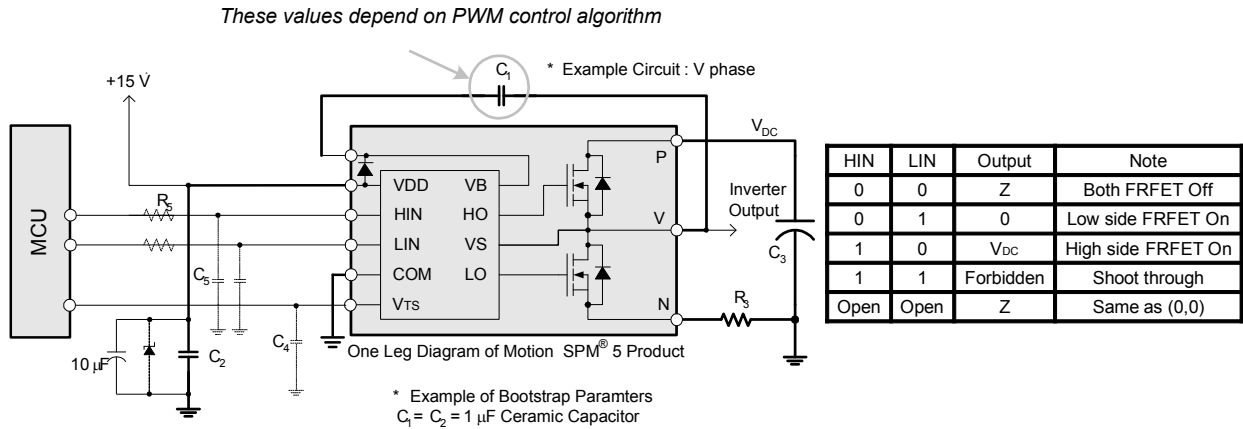 These values depend on PWM control algorithm
C1
* Example Circuit : V phase
+15 V
VDC
P
MCU
R5
VDD VB
HIN HO
LIN VS
COM LO
VTS
V
N
Inverter
Output
C3
R3
C5
C4
10 μF
C2
One Leg Diagram of Motion SPM® 5 Product
* Example of Bootstrap Paramters
C1= C2 = 1 μF Ceramic Capacitor
HIN LIN Output Note
0 0 Z Both FRFET Off
0 1 0 Low side FRFET On
1 0 VDC High side FRFET On
1 1 Forbidden Shoot through
Open Open Z Same as (0,0)